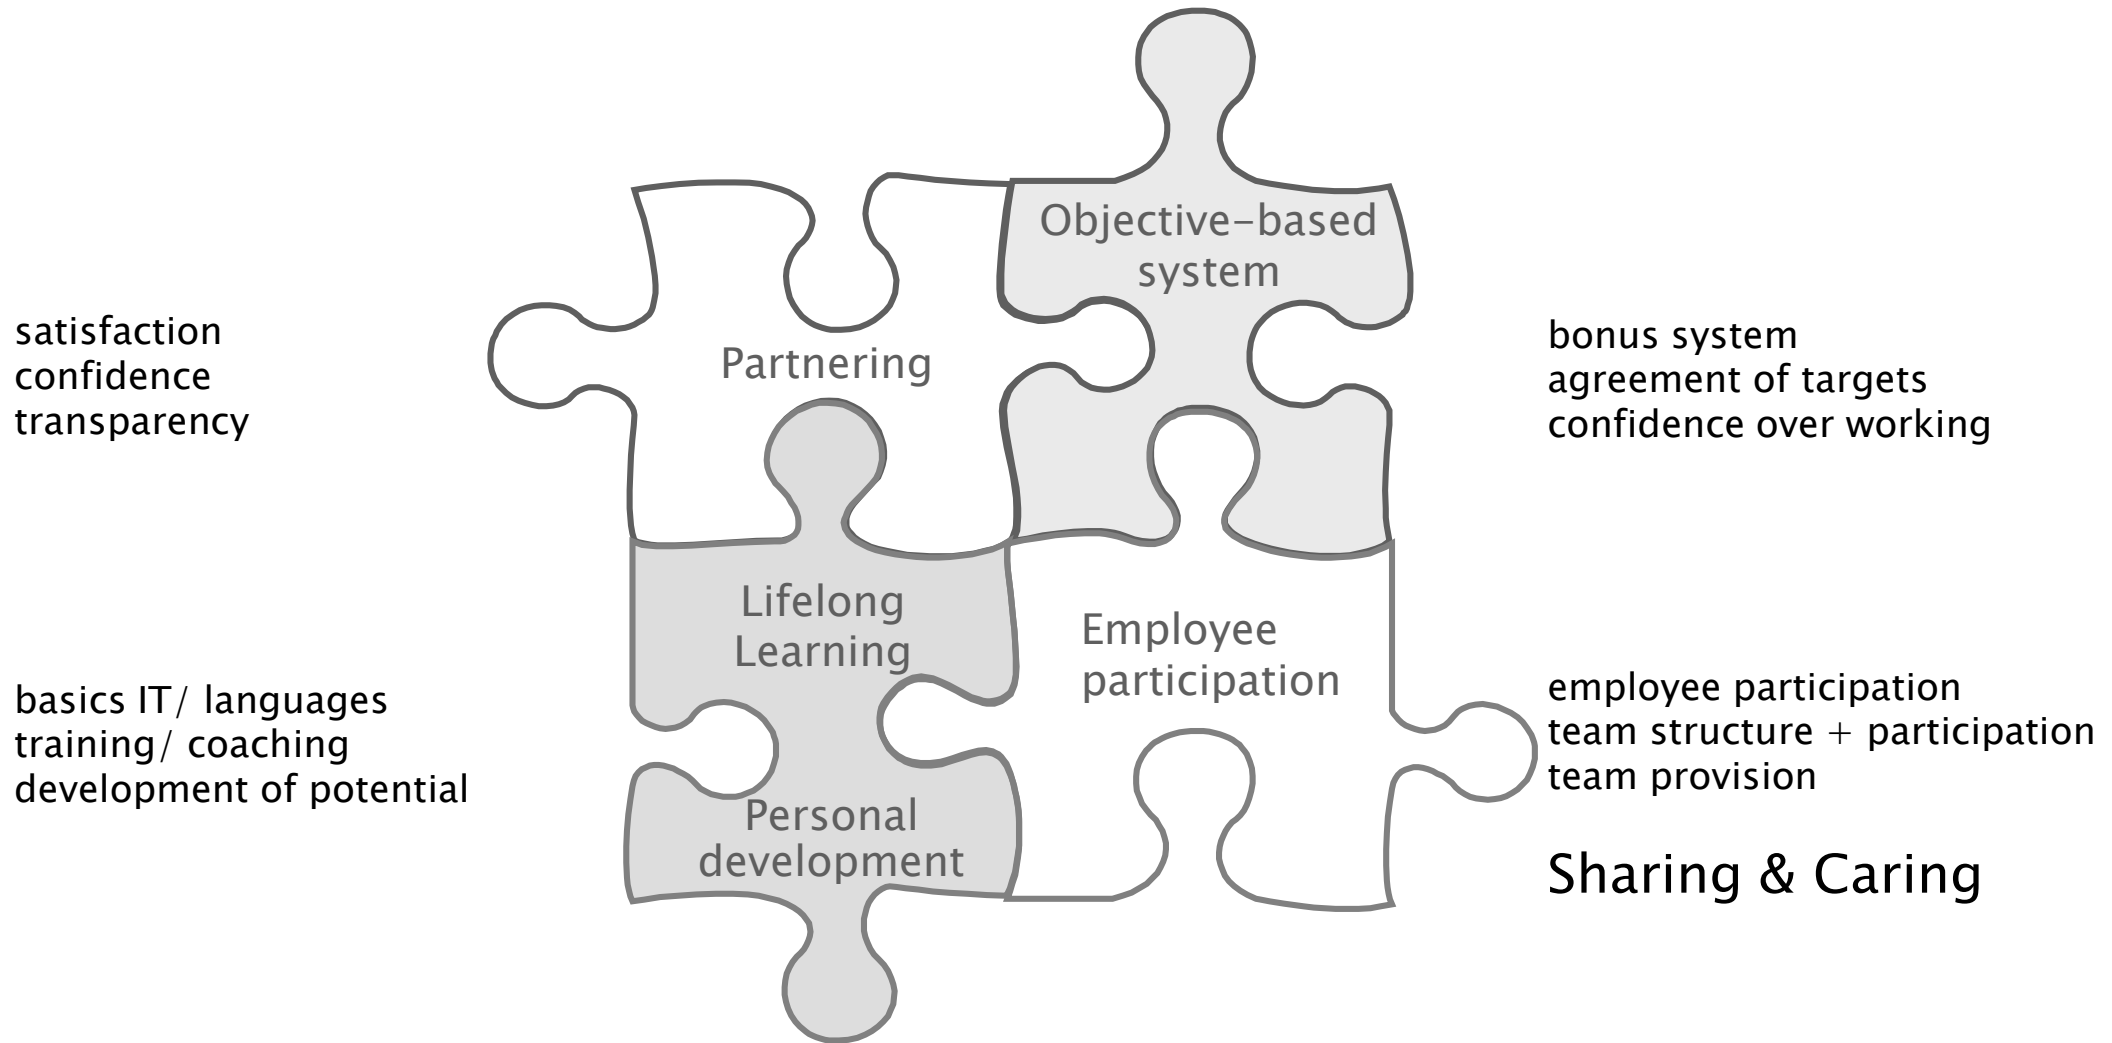 Objective-based
system
Partnering
satisfaction
confidence
transparency
bonus system
agreement of targets
confidence over working
Lifelong
Learning
Employee
participation
Personal
development
basics IT/ languages
training/ coaching
development of potential
employee participation
team structure + participation
team provision
Sharing & Caring